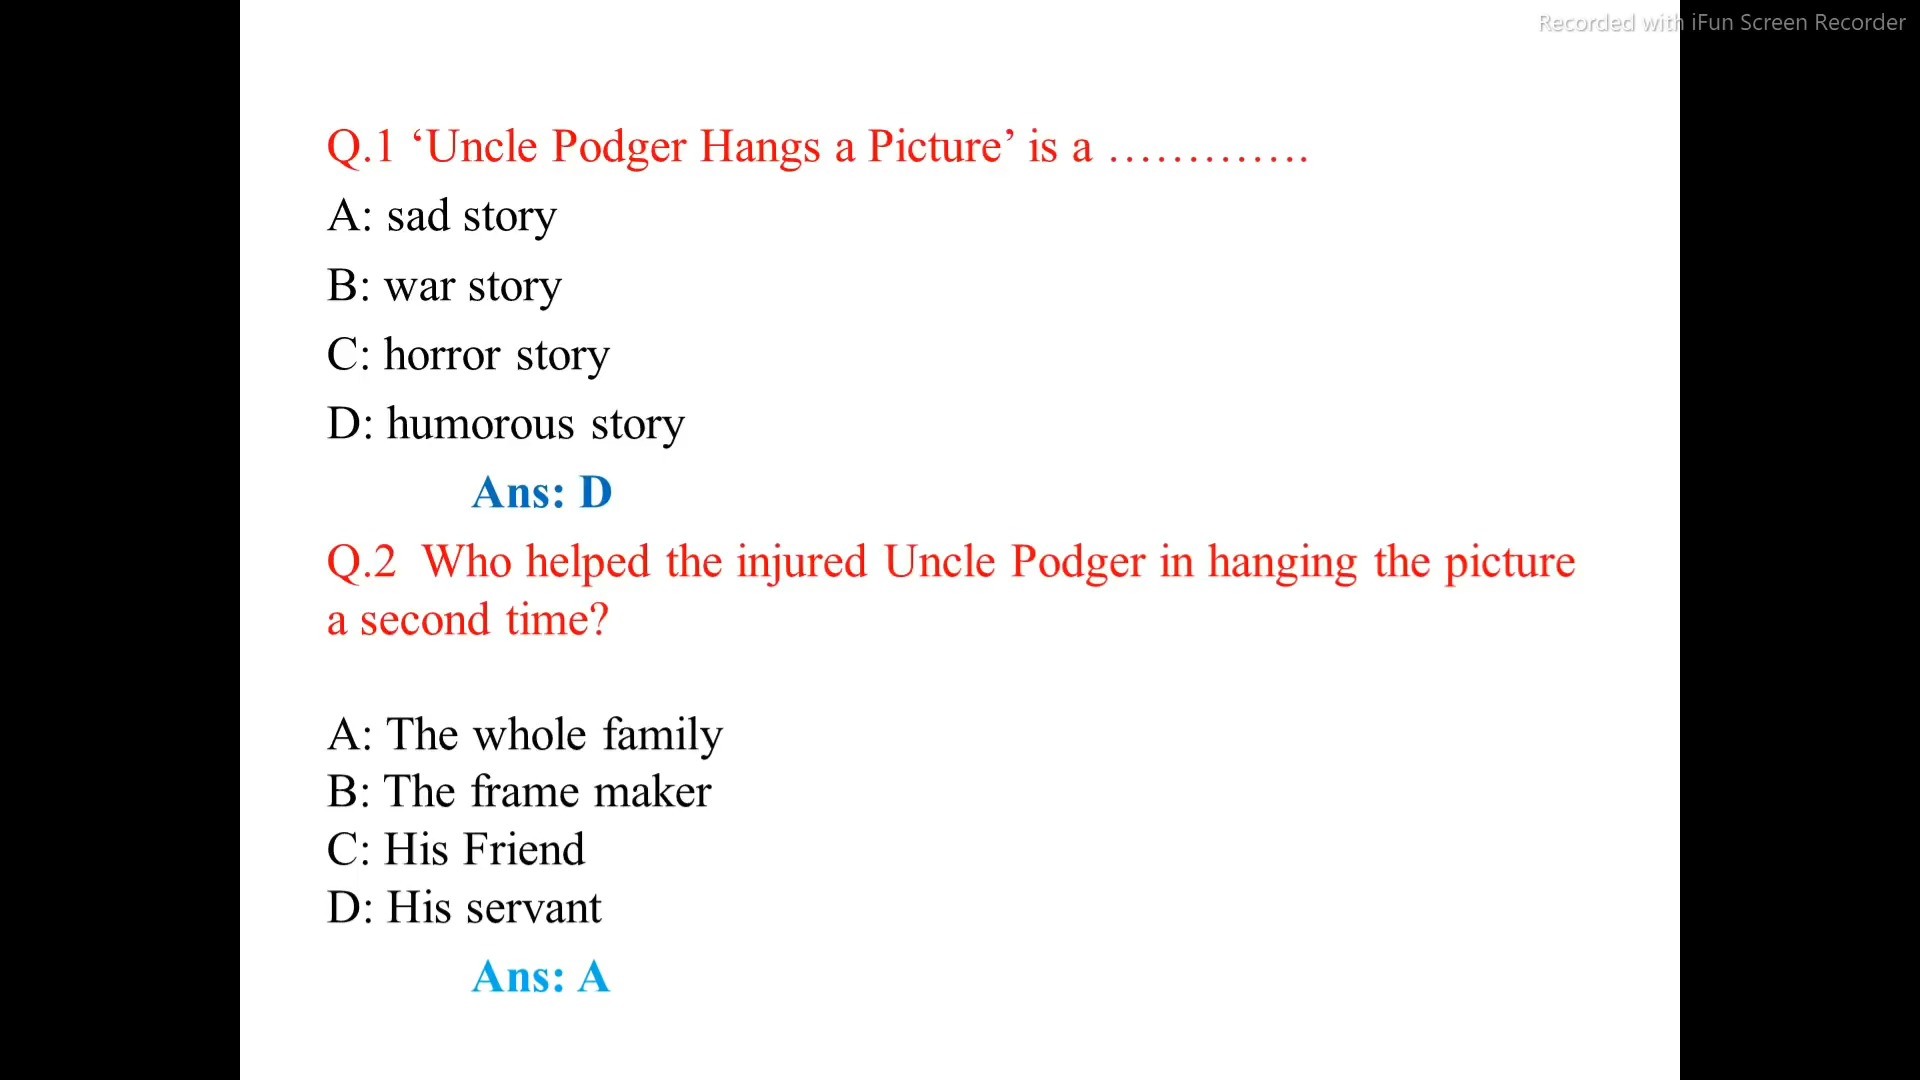 Recorded with iFun Screen Recorder
Q.1 ‘Uncle Podger Hangs a Picture’ is a ………….
A: sad story
B: war story
C: horror story
D: humorous story
Ans: D
Q.2 Who helped the injured Uncle Podger in hanging the picture
a second time?
A: The whole family
B: The frame maker
C: His Friend
D: His servant
Ans: A